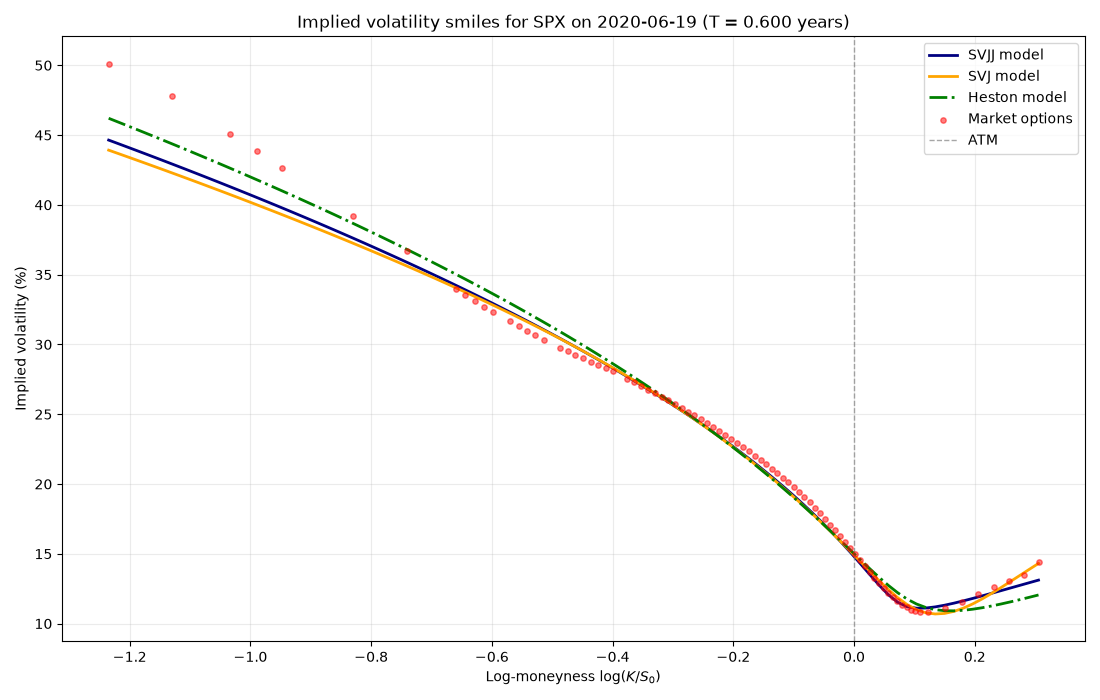 Implied volatility smiles for SPX on 2020-06-19 (T = 0.600 years)
SVJJ model
SVJ model
Heston model
Market options
ATM
Implied volatility (%)
50
45
40
35
30
25
20
15
10
−1.2 −1.0 −0.8 −0.6 −0.4 −0.2 0.0 0.2
Log-moneyness log(K/S₀)